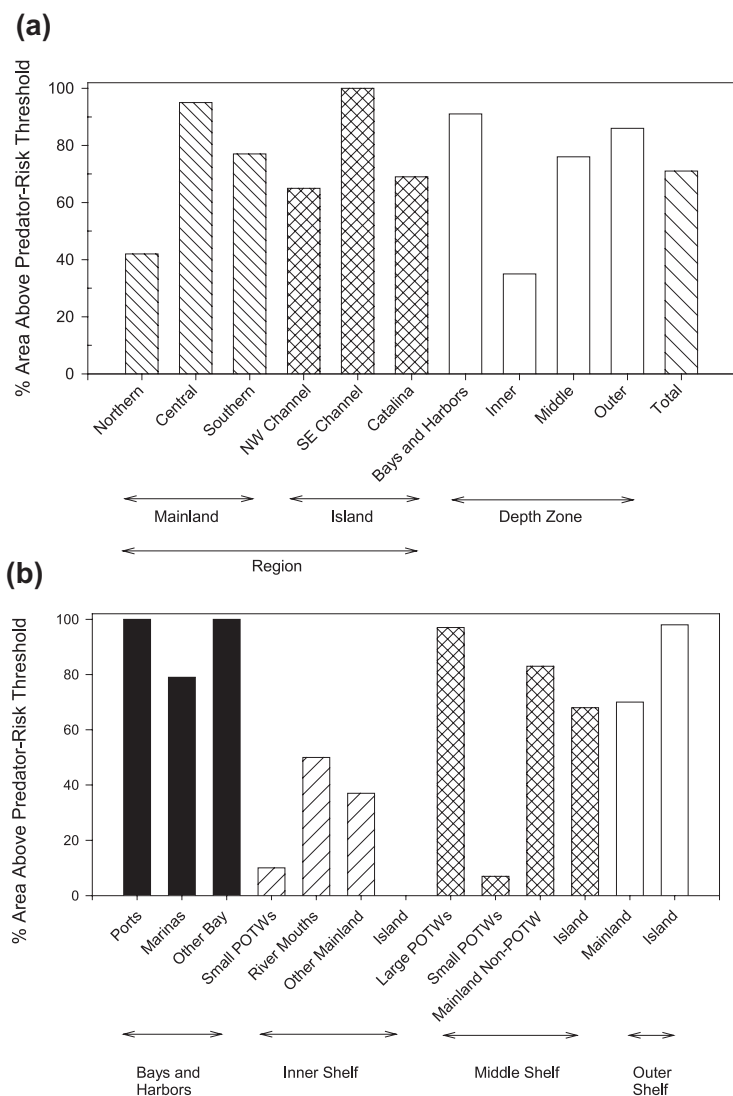 (a)
% Area Above Predator-Risk Threshold
100
80
60
40
20
0
Northern
Central
Southern
NW Channel
SE Channel
Catalina
Bays and Harbors
Inner
Middle
Outer
Total
Mainland
Island
Depth Zone
Region
(b)
% Area Above Predator-Risk Threshold
100
80
60
40
20
0
Ports
Marinas
Other Bay
Small POTWs
River Mouths
Other Mainland
Island
Large POTWs
Small POTWs
Mainland Non-POTW
Island
Mainland
Island
Bays and
Harbors
Inner Shelf
Middle Shelf
Outer
Shelf